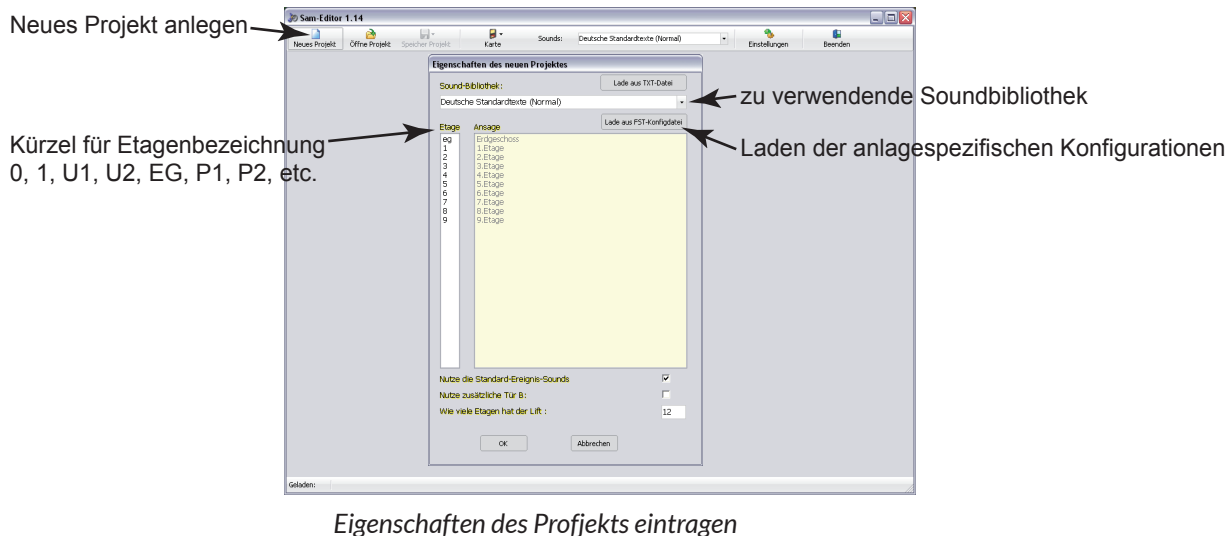 Neues Projekt anlegen
Sam-Editor 1.14
Neues Projekt Öffne Projekt Speicher Projekt Karte Sounds: Deutsche Standardtexte (Normal) Einstellungen Beenden
Eigenschaften des neuen Projektes
Sound-Bibliothek: Lade aus TXT-Datei
Deutsche Standardtexte (Normal)
zu verwendende Soundbibliothek
Etage Ansage Lade aus FST-Konfigdatei
Laden der anlagespezifischen Konfigurationen
Kürzel für Etagenbezeichnung
0, 1, U1, U2, EG, P1, P2, etc.
eg Erdgeschoss
1 1.Etage
2 2.Etage
3 3.Etage
4 4.Etage
5 5.Etage
6 6.Etage
7 7.Etage
8 8.Etage
9 9.Etage
Nutze die Standard-Ereignis-Sounds
Nutze zusätzliche Tür B:
Wie viele Etagen hat der Lift : 12
OK Abbrechen
Geladen:
Eigenschaften des Profjekts eintragen